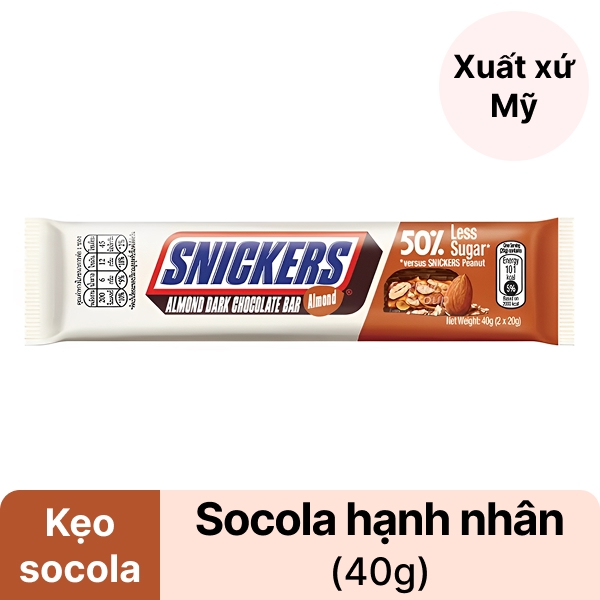 Xuất xứ
Mỹ
SNICKERS
ALMOND DARK CHOCOLATE BAR
Almond
50% Less
Sugar*
*versus SNICKERS Peanut
Energy
101
kcal
5%
Net Weight: 40g (2 x 20g)
Kẹo
socola
Socola hạnh nhân
(40g)